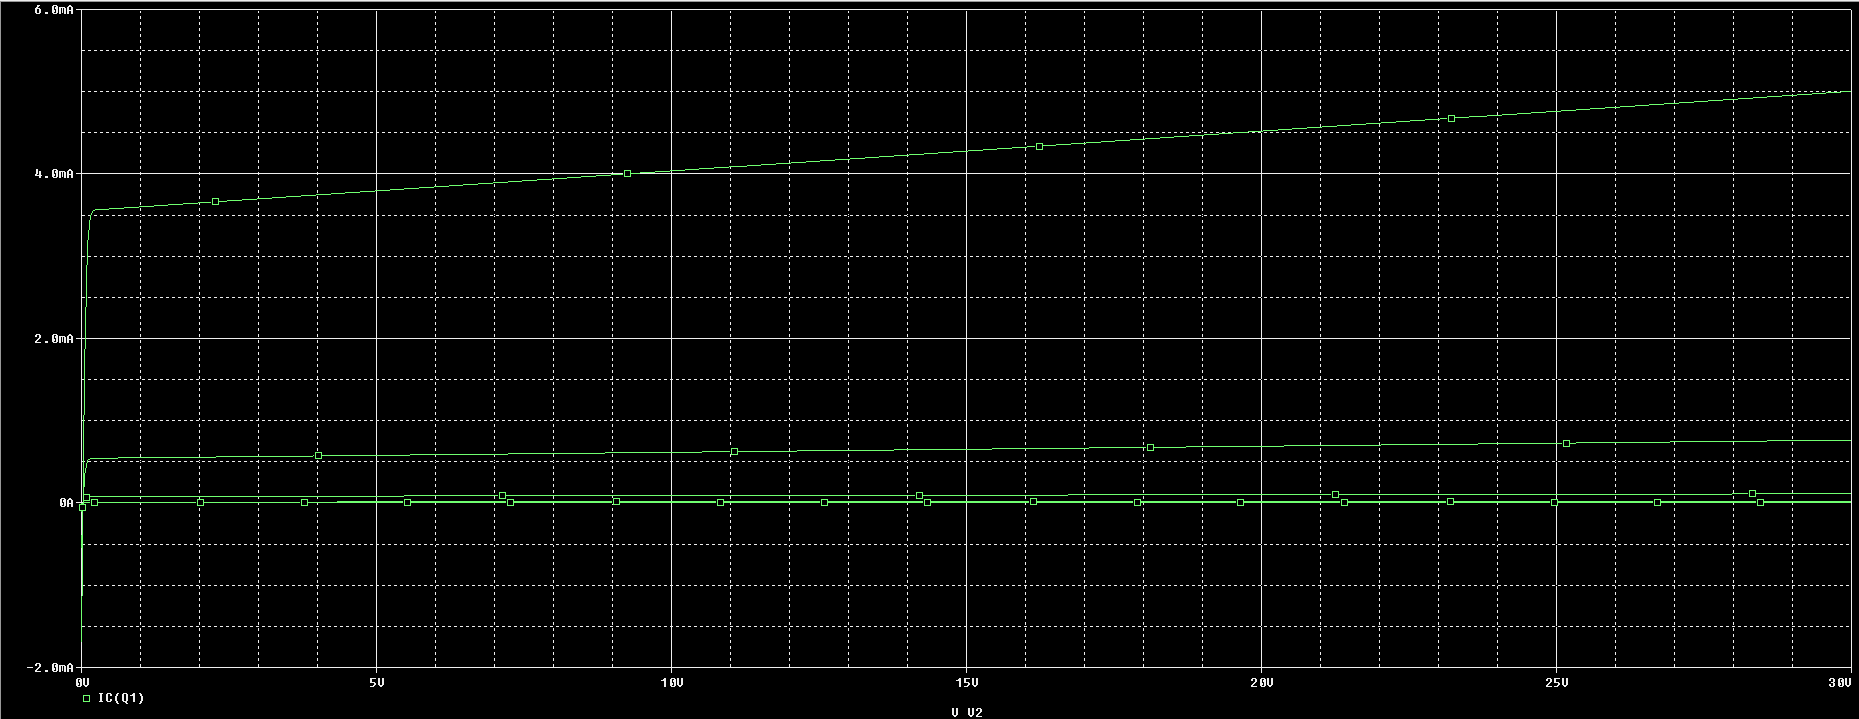 6.0mA
4.0mA
2.0mA
0A
-2.0mA
0V 5V 10V 15V 20V 25V 30V
IC(Q1)
V V2